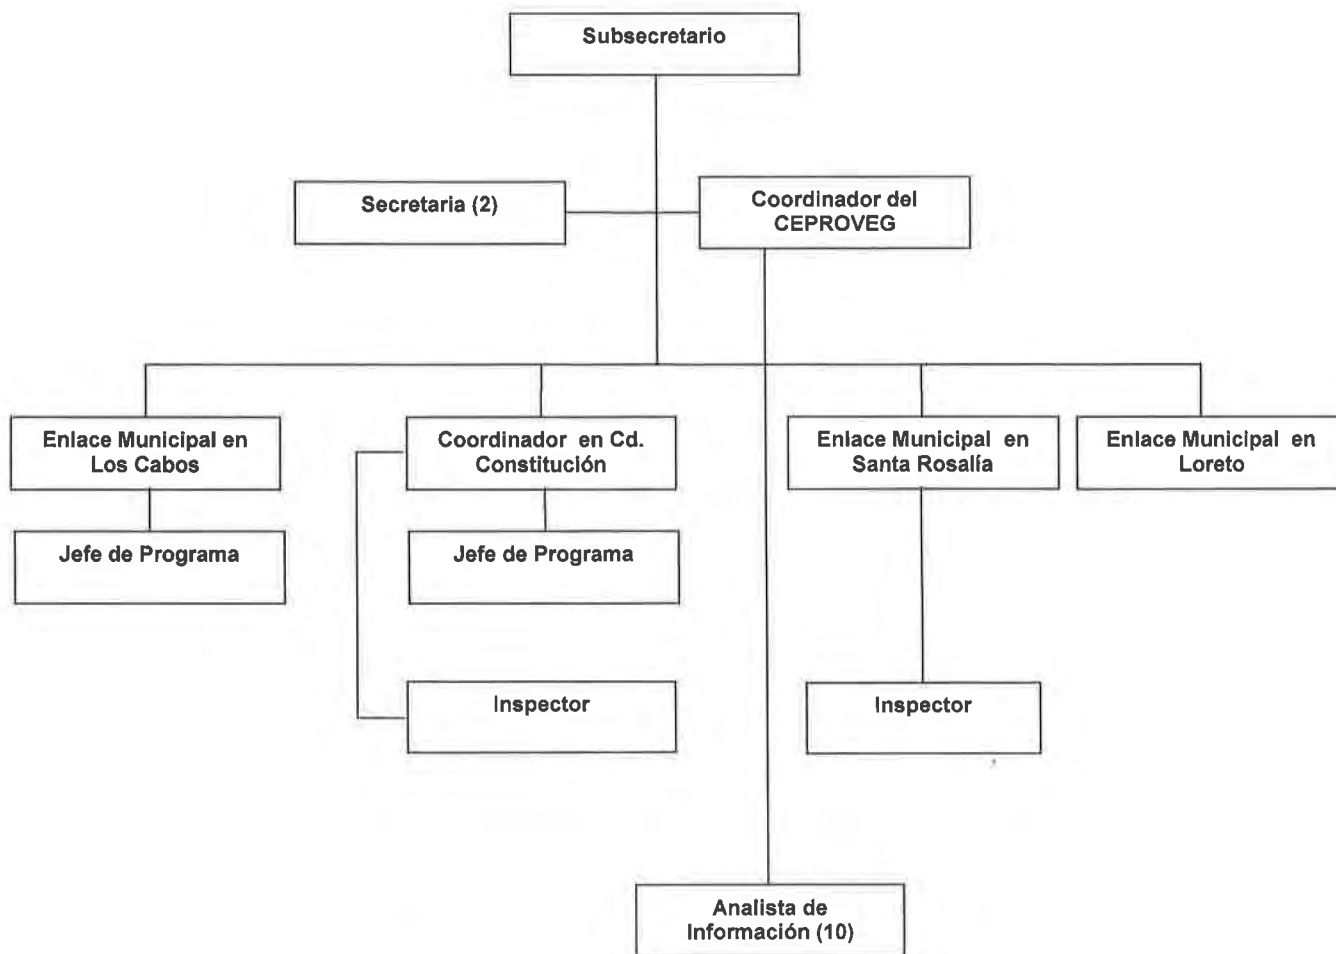 Subsecretario
Secretaria (2)
Coordinador del
CEPROVEG
Enlace Municipal en
Los Cabos
Coordinador en Cd.
Constitución
Enlace Municipal en
Santa Rosalía
Enlace Municipal en
Loreto
Jefe de Programa
Jefe de Programa
Inspector
Inspector
Analista de
Información (10)